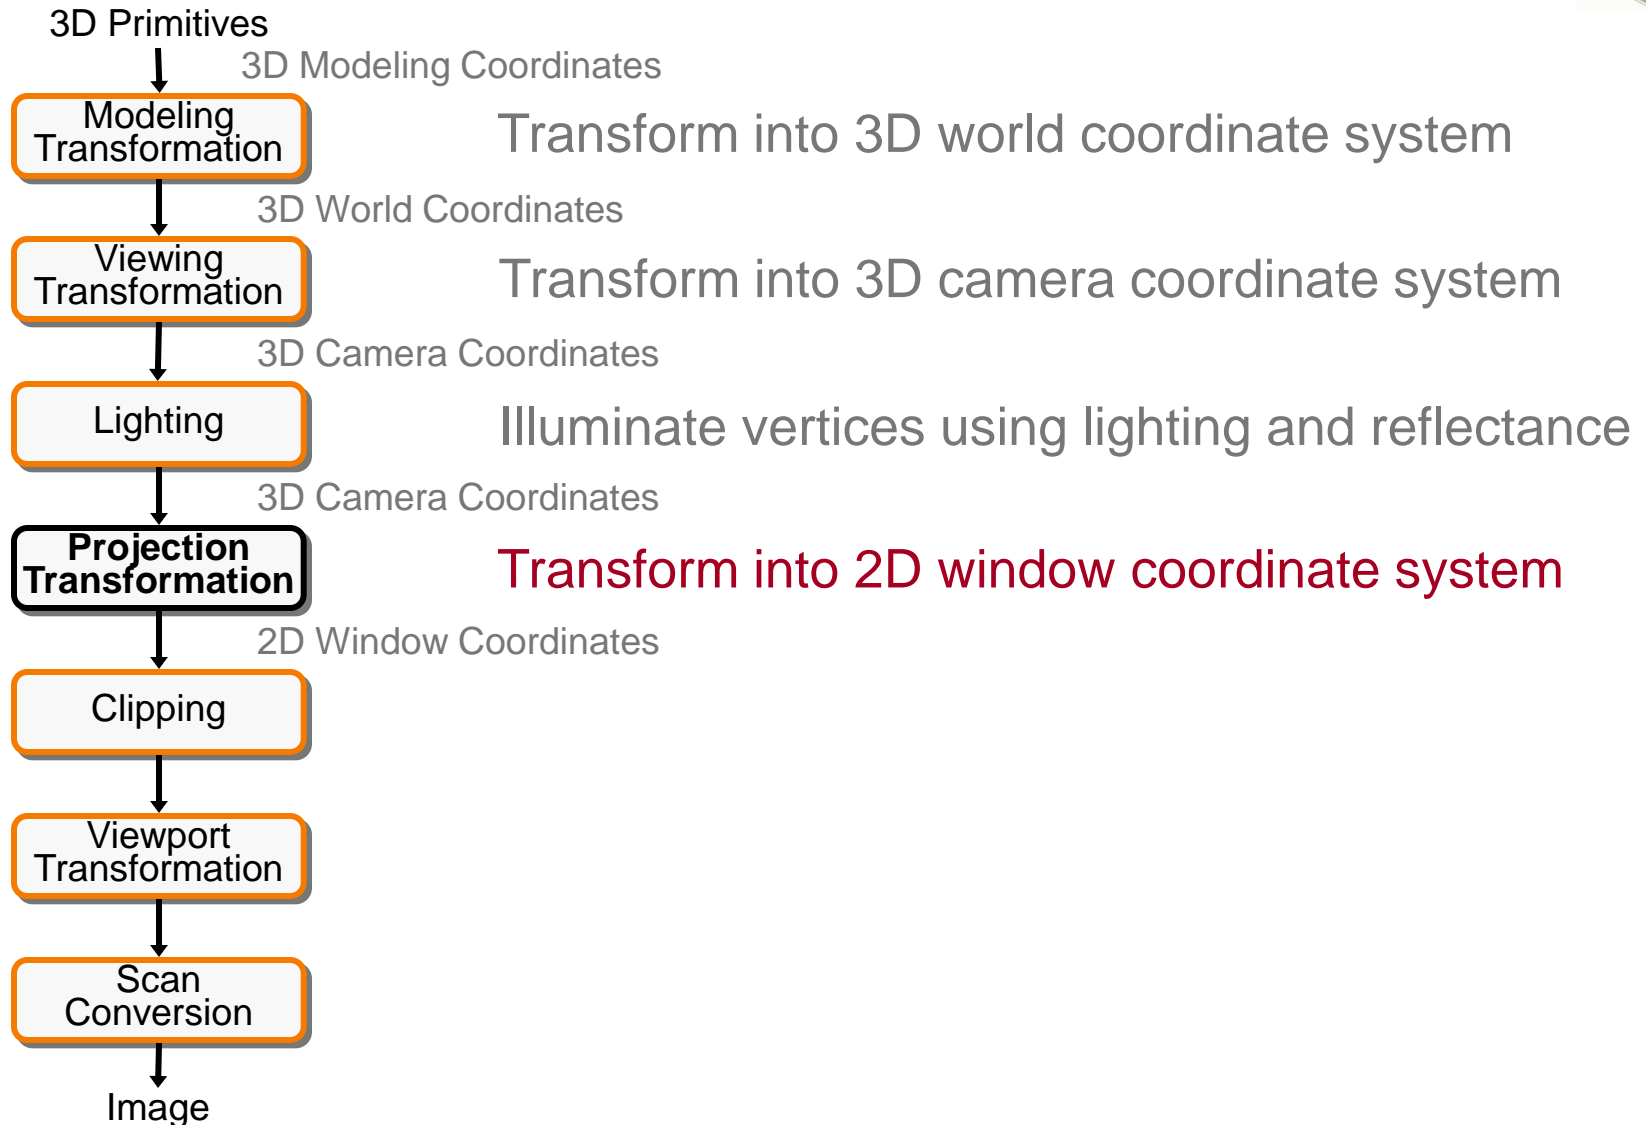 3D Primitives
3D Modeling Coordinates
Modeling
Transformation
Transform into 3D world coordinate system
3D World Coordinates
Viewing
Transformation
Transform into 3D camera coordinate system
3D Camera Coordinates
Lighting
Illuminate vertices using lighting and reflectance
3D Camera Coordinates
Projection
Transformation
Transform into 2D window coordinate system
2D Window Coordinates
Clipping
Viewport
Transformation
Scan
Conversion
Image